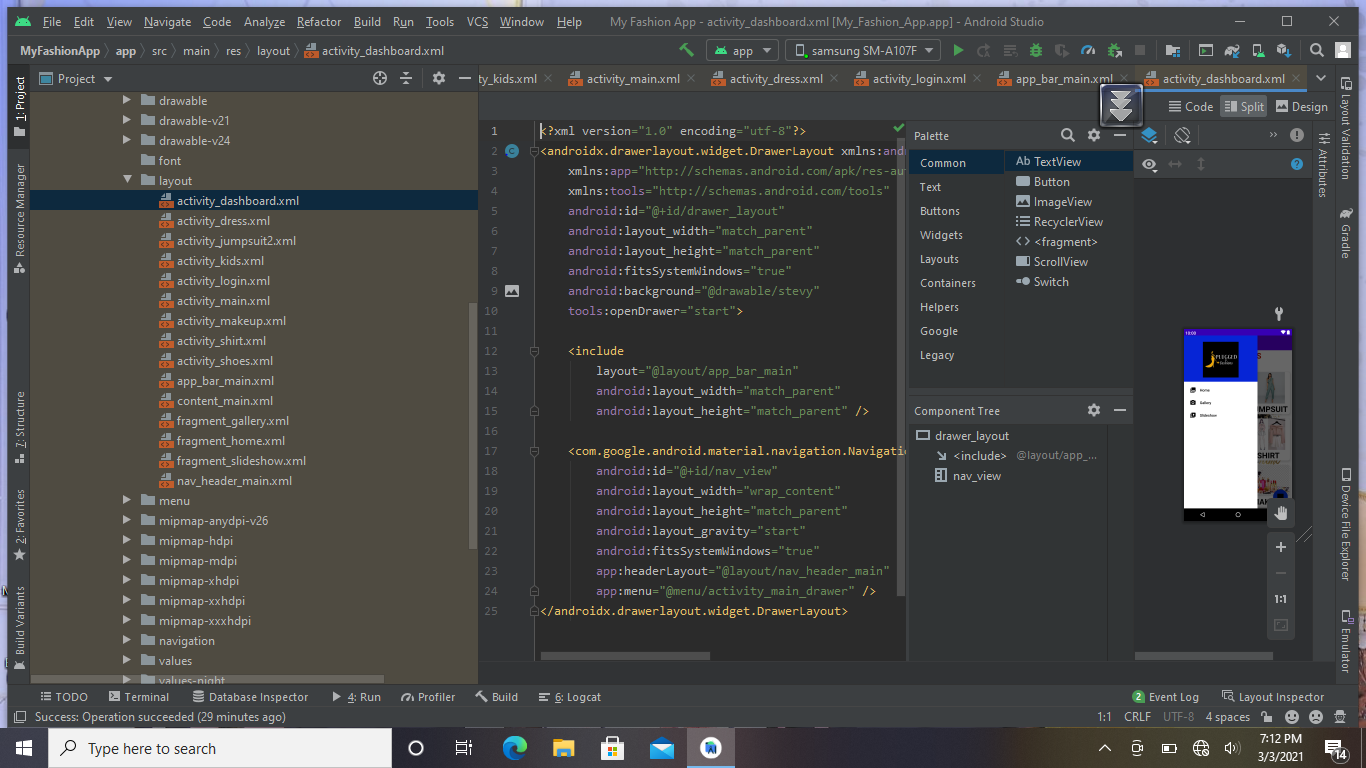 File Edit View Navigate Code Analyze Refactor Build Run Tools VCS Window Help My Fashion App - activity_dashboard.xml [My_Fashion_App.app] - Android Studio
MyFashionApp app src main res layout activity_dashboard.xml app samsung SM-A107F
Project
ty_kids.xml activity_main.xml activity_dress.xml activity_login.xml app_bar_main.xml activity_dashboard.xml
Code Split Design
1: Project
Resource Manager
7: Structure
2: Favorites
Build Variants
drawable
drawable-v21
drawable-v24
font
layout
activity_dashboard.xml
activity_dress.xml
activity_jumpsuit2.xml
activity_kids.xml
activity_login.xml
activity_main.xml
activity_makeup.xml
activity_shirt.xml
activity_shoes.xml
app_bar_main.xml
content_main.xml
fragment_gallery.xml
fragment_home.xml
fragment_slideshow.xml
nav_header_main.xml
menu
mipmap-anydpi-v26
mipmap-hdpi
mipmap-mdpi
mipmap-xhdpi
mipmap-xxhdpi
mipmap-xxxhdpi
navigation
values
values-night
1 <?xml version="1.0" encoding="utf-8"?>
2 <androidx.drawerlayout.widget.DrawerLayout xmlns:and
3 xmlns:app="http://schemas.android.com/apk/res-au
4 xmlns:tools="http://schemas.android.com/tools"
5 android:id="@+id/drawer_layout"
6 android:layout_width="match_parent"
7 android:layout_height="match_parent"
8 android:fitsSystemWindows="true"
9 android:background="@drawable/stevy"
10 tools:openDrawer="start">
11
12 <include
13 layout="@layout/app_bar_main"
14 android:layout_width="match_parent"
15 android:layout_height="match_parent" />
16
17 <com.google.android.material.navigation.Navigatio
18 android:id="@+id/nav_view"
19 android:layout_width="wrap_content"
20 android:layout_height="match_parent"
21 android:layout_gravity="start"
22 android:fitsSystemWindows="true"
23 app:headerLayout="@layout/nav_header_main"
24 app:menu="@menu/activity_main_drawer" />
25 </androidx.drawerlayout.widget.DrawerLayout>
Palette
Common
Text
Buttons
Widgets
Layouts
Containers
Helpers
Google
Legacy
Ab TextView
Button
ImageView
RecyclerView
<fragment>
ScrollView
Switch
Component Tree
drawer_layout
<include> @layout/app_...
nav_view
10:00
PLUGGED
Home
Gallery
Slideshow
UMPSUIT
SHIRT
1:1
Layout Validation
Attributes
Gradle
Device File Explorer
Emulator
TODO Terminal Database Inspector 4: Run Profiler Build 6: Logcat 2 Event Log Layout Inspector
Success: Operation succeeded (29 minutes ago) 1:1 CRLF UTF-8 4 spaces
Type here to search
7:12 PM
3/3/2021
14